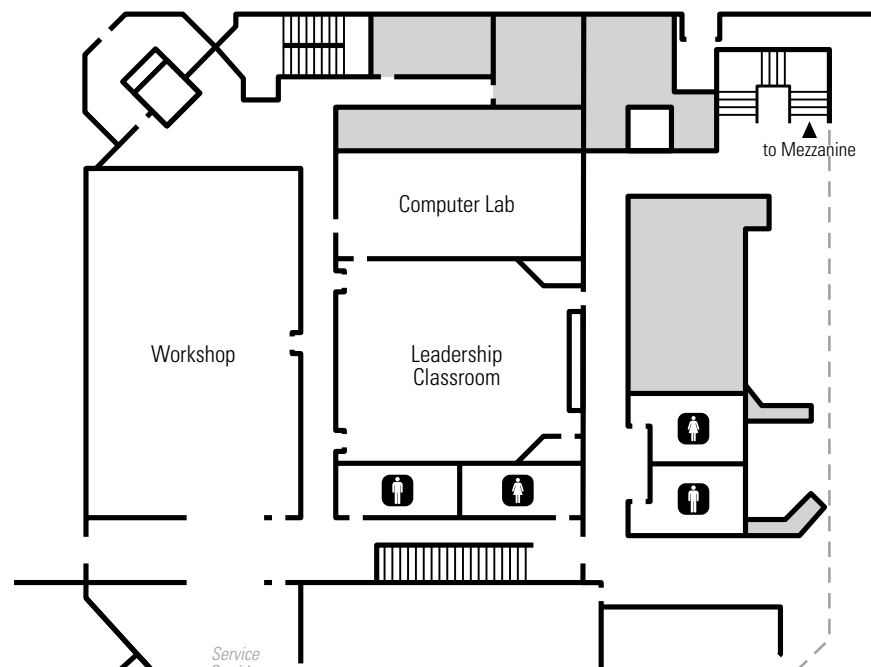 to Mezzanine
Computer Lab
Workshop
Leadership
Classroom
Service